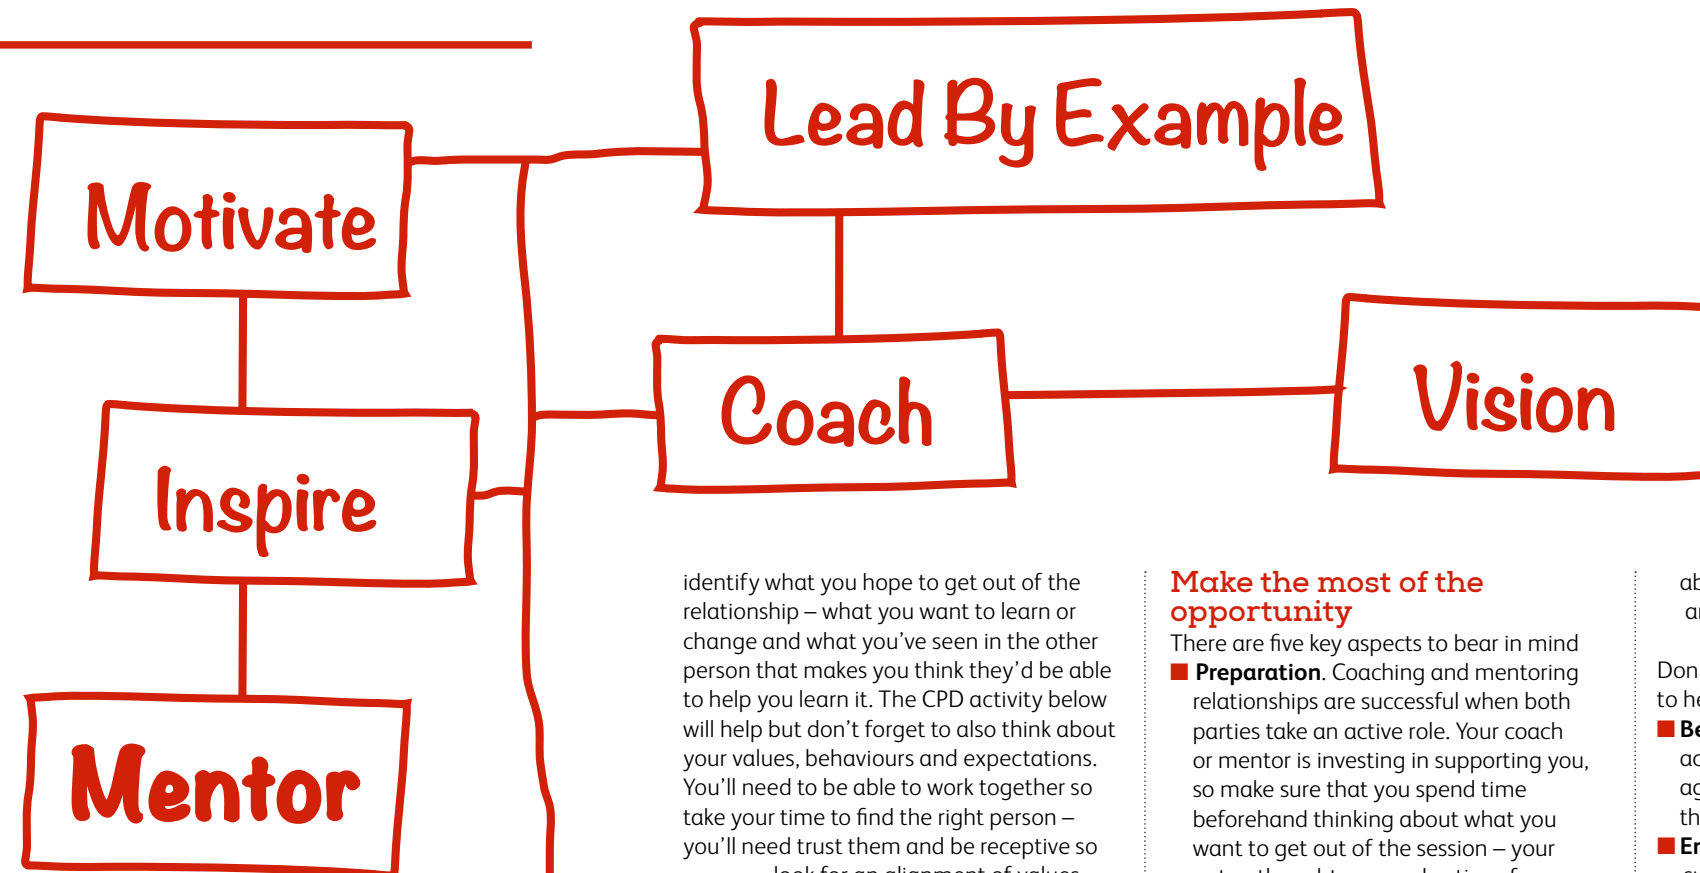 Lead By Example
Motivate
Coach
Vision
Inspire
Mentor
identify what you hope to get out of the
relationship – what you want to learn or
change and what you’ve seen in the other
person that makes you think they’d be able
to help you learn it. The CPD activity below
will help but don’t forget to also think about
your values, behaviours and expectations.
You’ll need to be able to work together so
take your time to find the right person –
you’ll need trust them and be receptive so
look for an alignment of values
Make the most of the
opportunity
There are five key aspects to bear in mind
■ Preparation. Coaching and mentoring
relationships are successful when both
parties take an active role. Your coach
or mentor is investing in supporting you,
so make sure that you spend time
beforehand thinking about what you
want to get out of the session – your